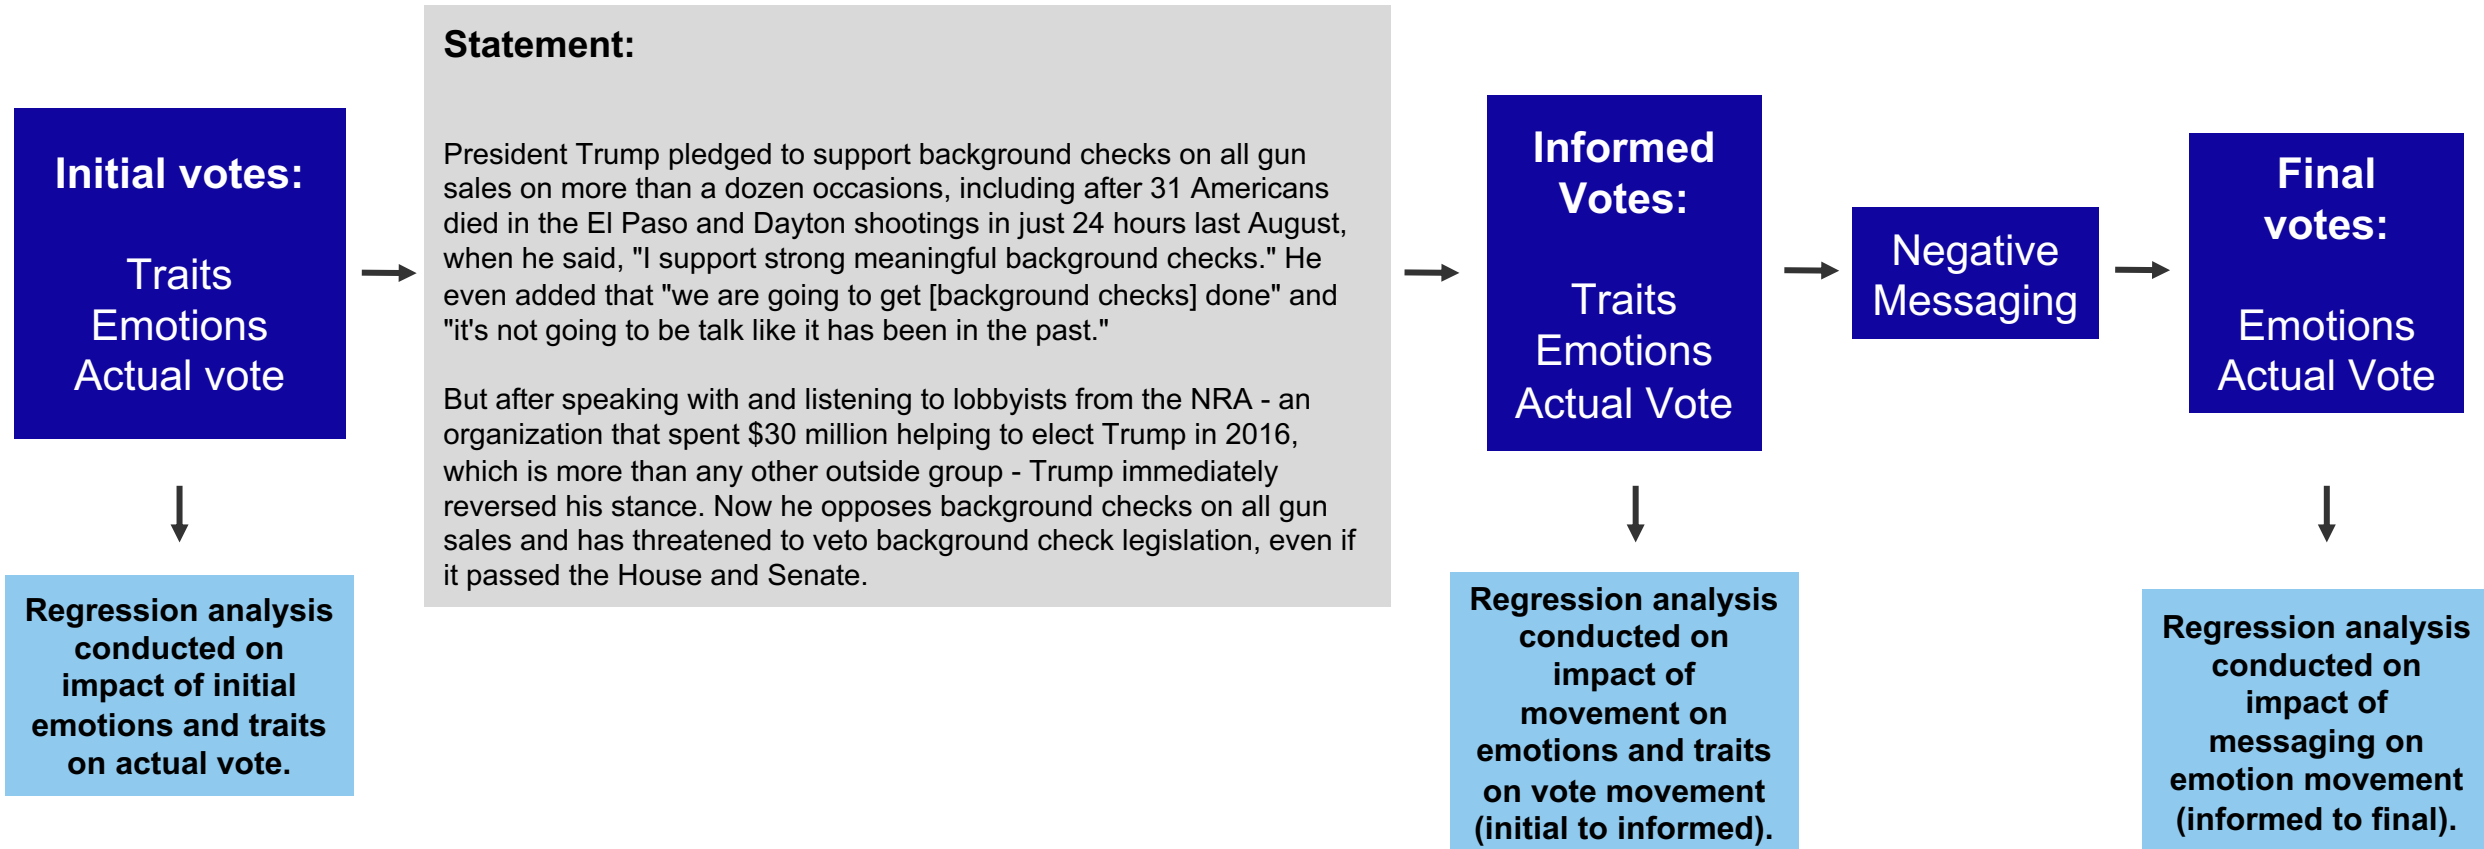 Initial votes:
Traits
Emotions
Actual vote
Regression analysis
conducted on
impact of initial
emotions and traits
on actual vote.
Statement:
President Trump pledged to support background checks on all gun
sales on more than a dozen occasions, including after 31 Americans
died in the El Paso and Dayton shootings in just 24 hours last August,
when he said, "I support strong meaningful background checks." He
even added that "we are going to get [background checks] done" and
"it's not going to be talk like it has been in the past."
But after speaking with and listening to lobbyists from the NRA - an
organization that spent $30 million helping to elect Trump in 2016,
which is more than any other outside group - Trump immediately
reversed his stance. Now he opposes background checks on all gun
sales and has threatened to veto background check legislation, even if
it passed the House and Senate.
Informed
Votes:
Traits
Emotions
Actual Vote
Regression analysis
conducted on
impact of
movement on
emotions and traits
on vote movement
(initial to informed).
Negative
Messaging
Final
votes:
Emotions
Actual Vote
Regression analysis
conducted on
impact of
messaging on
emotion movement
(informed to final).